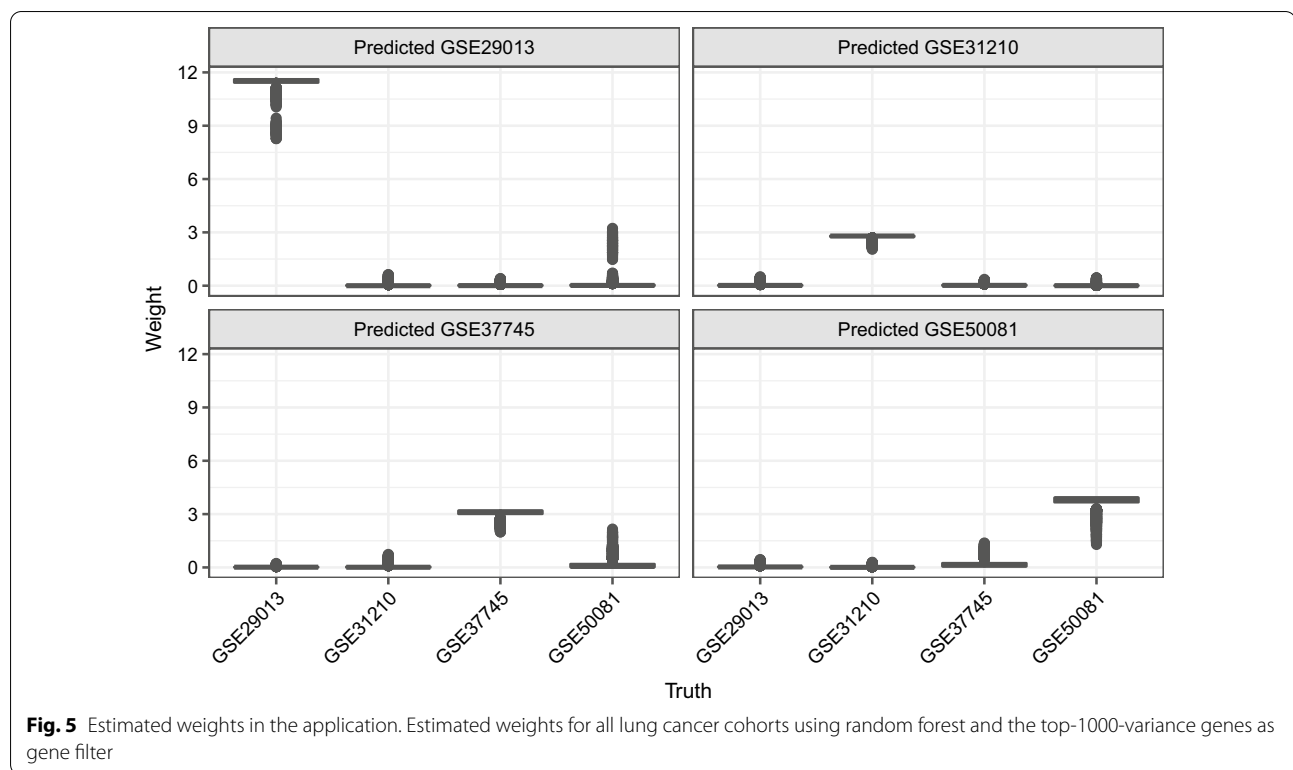 Predicted GSE29013
Predicted GSE31210
12
9
6
3
0
Weight
Predicted GSE37745
Predicted GSE50081
12
9
6
3
0
GSE29013
GSE31210
GSE37745
GSE50081
GSE29013
GSE31210
GSE37745
GSE50081
Truth
Fig. 5 Estimated weights in the application. Estimated weights for all lung cancer cohorts using random forest and the top-1000-variance genes as
gene filter